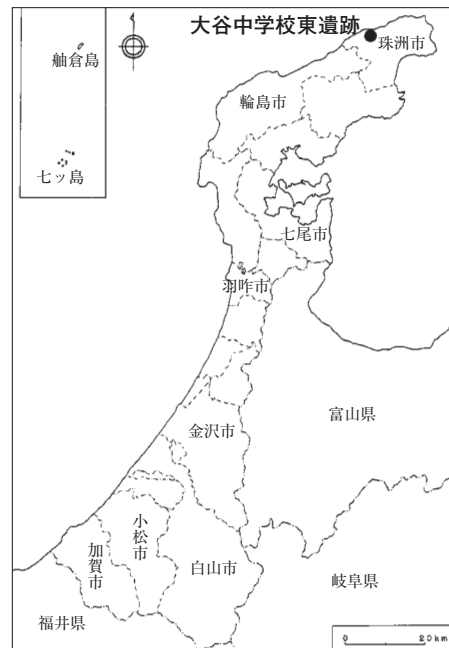 大谷中学校東遺跡
舳倉島
珠洲市
輪島市
七ッ島
七尾市
羽咋市
富山県
金沢市
小松市
加賀市
白山市
岐阜県
福井県
0 20km